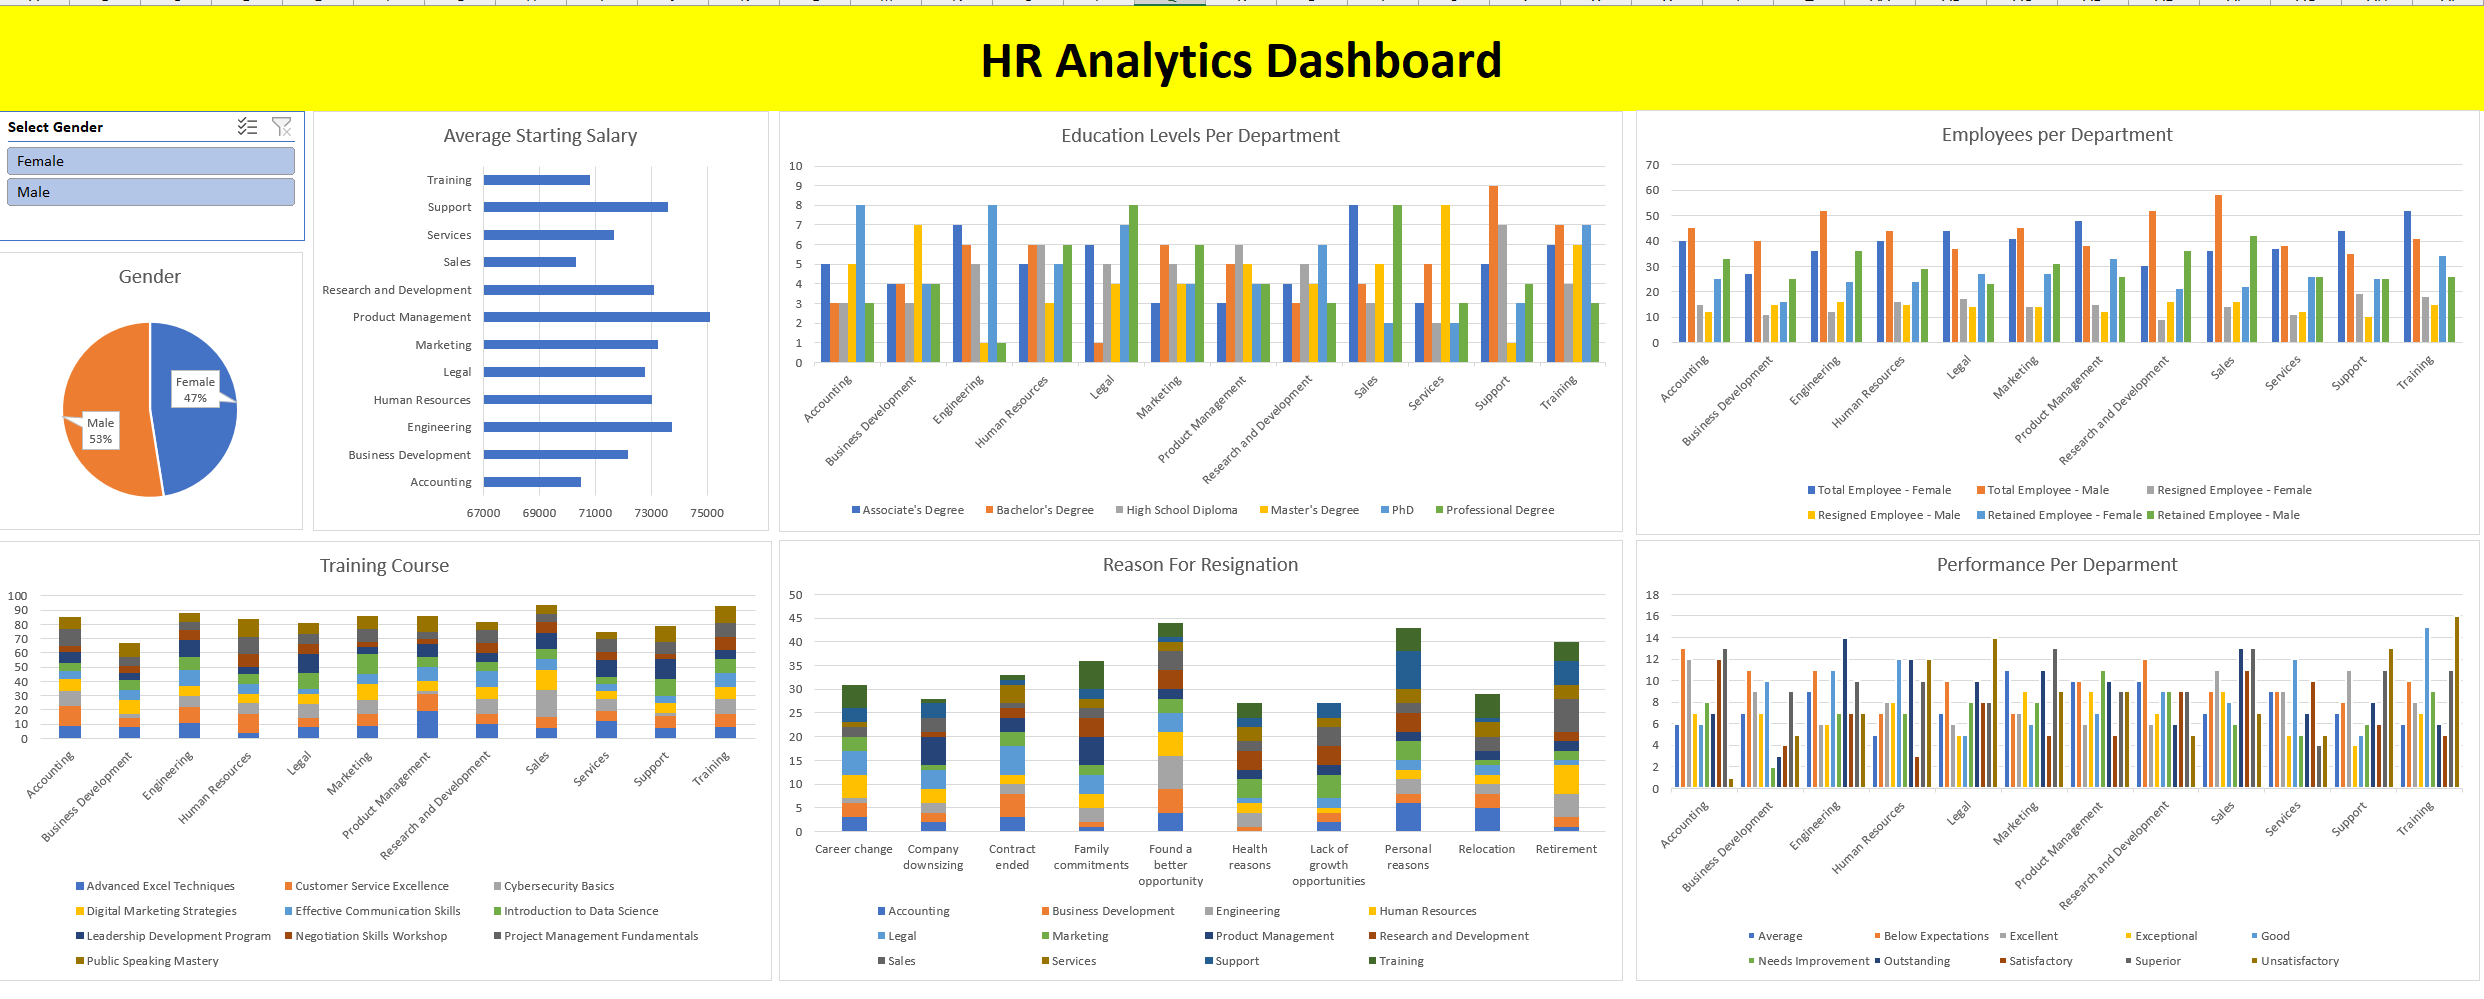 HR Analytics Dashboard
Select Gender
Female
Male
Gender
Female
47%
Male
53%
Average Starting Salary
Training
Support
Services
Sales
Research and Development
Product Management
Marketing
Legal
Human Resources
Engineering
Business Development
Accounting
67000 69000 71000 73000 75000
Education Levels Per Department
10
9
8
7
6
5
4
3
2
1
0
Accounting
Business Development
Engineering
Human Resources
Legal
Marketing
Product Management
Research and Development
Sales
Services
Support
Training
Associate's Degree Bachelor's Degree High School Diploma Master's Degree PhD Professional Degree
Employees per Department
70
60
50
40
30
20
10
0
Accounting
Business Development
Engineering
Human Resources
Legal
Marketing
Product Management
Research and Development
Sales
Services
Support
Training
Total Employee - Female Total Employee - Male Resigned Employee - Female
Resigned Employee - Male Retained Employee - Female Retained Employee - Male
Training Course
100
90
80
70
60
50
40
30
20
10
0
Accounting
Business Development
Engineering
Human Resources
Legal
Marketing
Product Management
Research and Development
Sales
Services
Support
Training
Advanced Excel Techniques Customer Service Excellence Cybersecurity Basics
Digital Marketing Strategies Effective Communication Skills Introduction to Data Science
Leadership Development Program Negotiation Skills Workshop Project Management Fundamentals
Public Speaking Mastery
Reason For Resignation
50
45
40
35
30
25
20
15
10
5
0
Career change
Company
downsizing
Contract
ended
Family
commitments
Found a
better
opportunity
Health
reasons
Lack of
growth
opportunities
Personal
reasons
Relocation
Retirement
Accounting Business Development Engineering Human Resources
Legal Marketing Product Management Research and Development
Sales Services Support Training
Performance Per Deparment
18
16
14
12
10
8
6
4
2
0
Accounting
Business Development
Engineering
Human Resources
Legal
Marketing
Product Management
Research and Development
Sales
Services
Support
Training
Average Below Expectations Excellent Exceptional Good
Needs Improvement Outstanding Satisfactory Superior Unsatisfactory